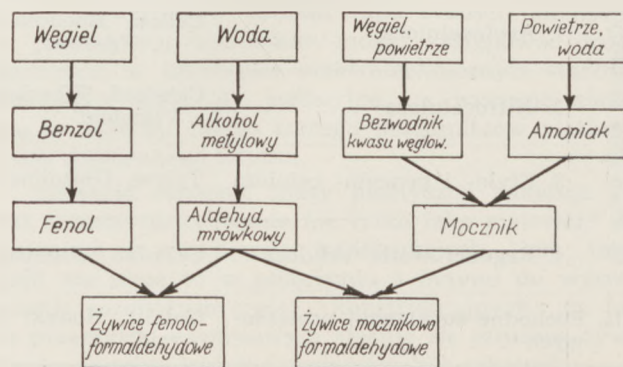 Węgiel
Woda
Węgiel,
powietrze
Powietrze,
woda
Benzol
Alkohol
metylowy
Bezwodnik
kwasu węglow.
Amoniak
Fenol
Aldehyd
mrówkowy
Mocznik
Żywice fenolo-
formaldehydowe
Żywice mocznikowo
formaldehydowe